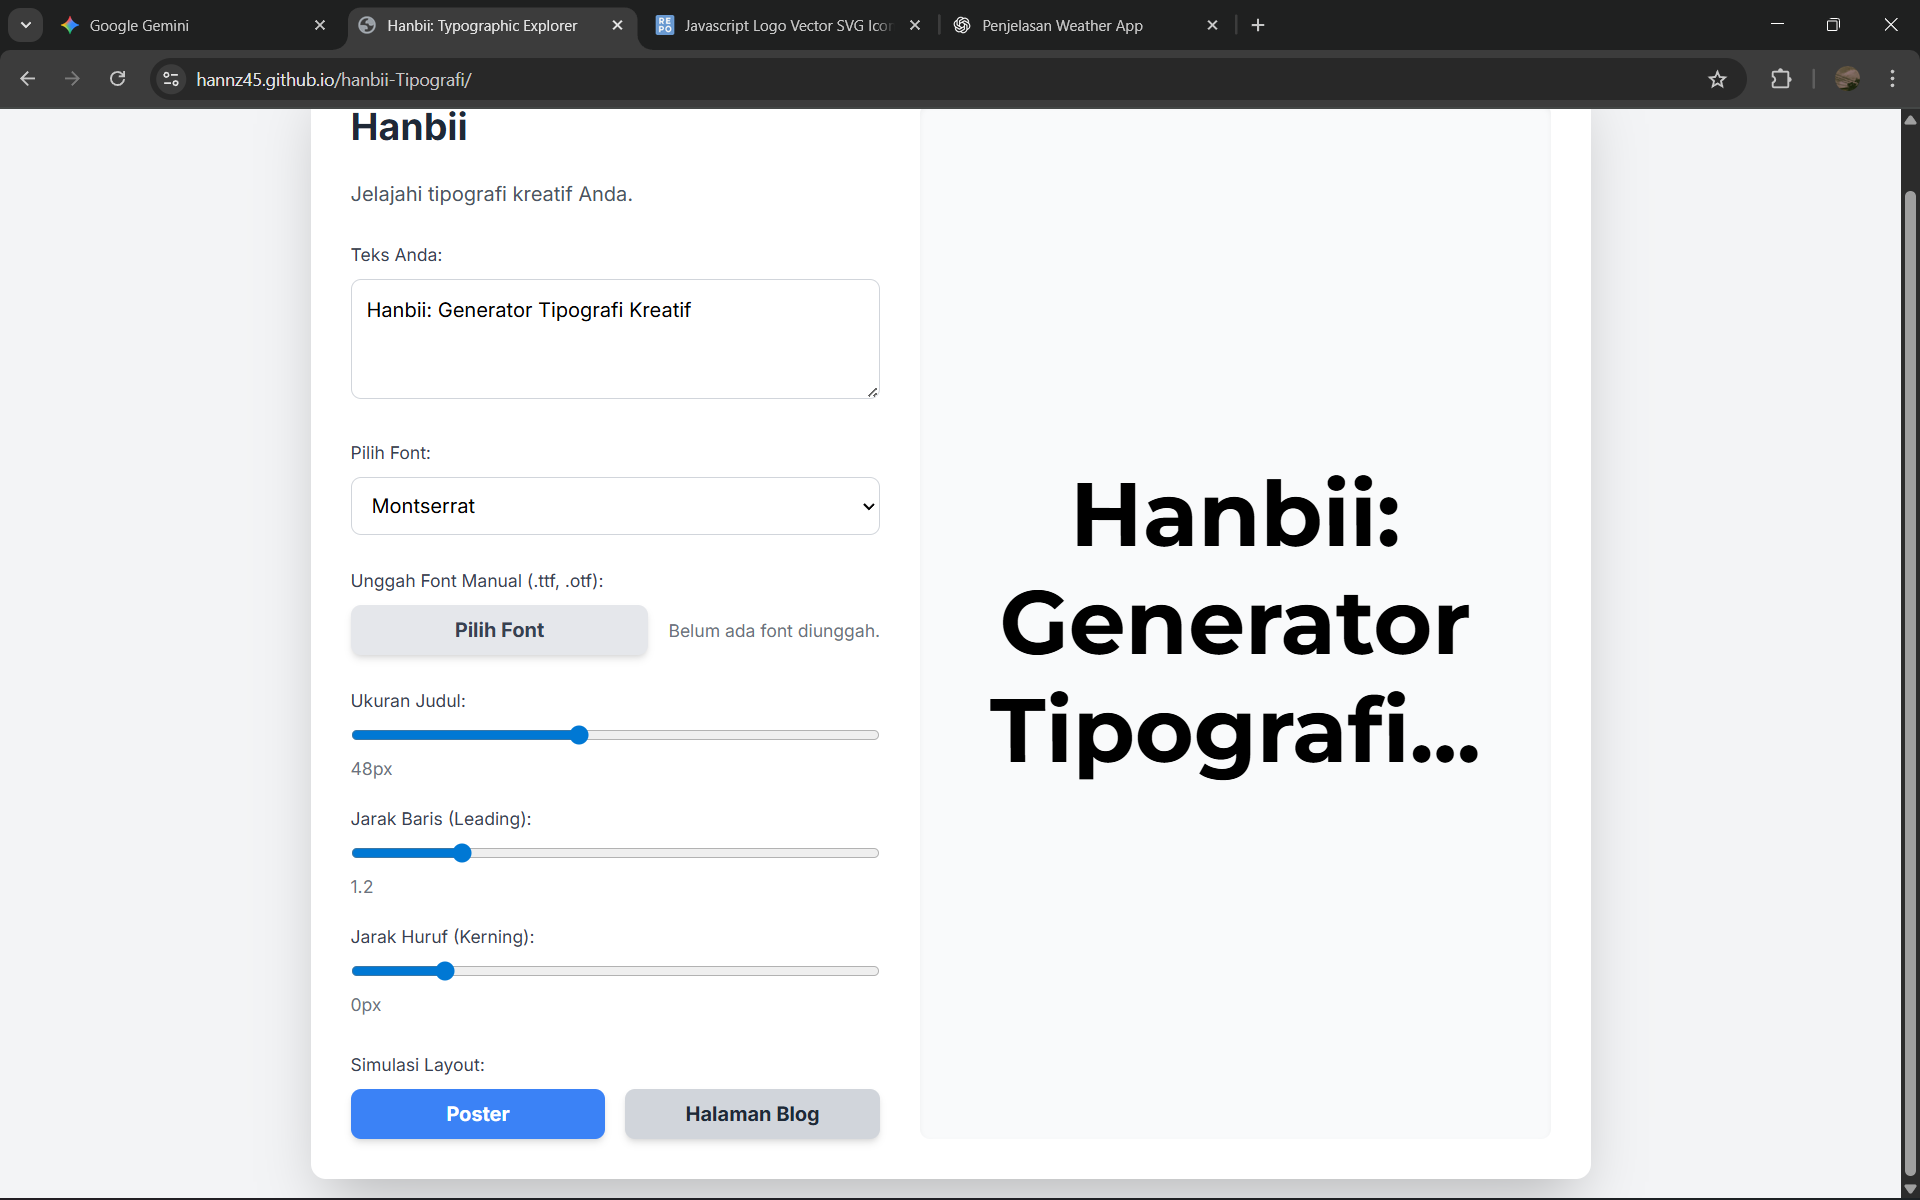 Google Gemini
Hanbii: Typographic Explorer
Javascript Logo Vector SVG Ico
Penjelasan Weather App
hannz45.github.io/hanbii-Tipografi/
Hanbii
Jelajahi tipografi kreatif Anda.
Teks Anda:
Hanbii: Generator Tipografi Kreatif
Pilih Font:
Montserrat
Unggah Font Manual (.ttf, .otf):
Pilih Font
Belum ada font diunggah.
Ukuran Judul:
48px
Jarak Baris (Leading):
1.2
Jarak Huruf (Kerning):
0px
Simulasi Layout:
Poster
Halaman Blog
Hanbii:
Generator
Tipografi...